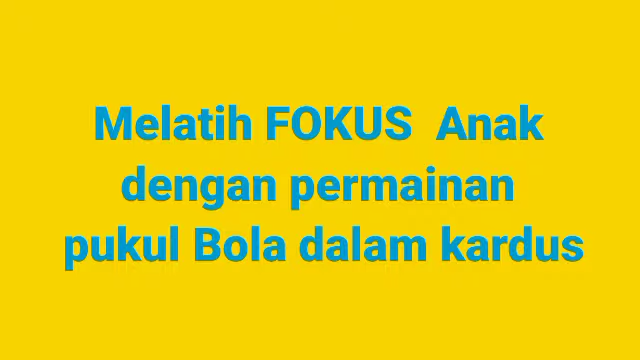 Melatih FOKUS Anak
dengan permainan
pukul Bola dalam kardus